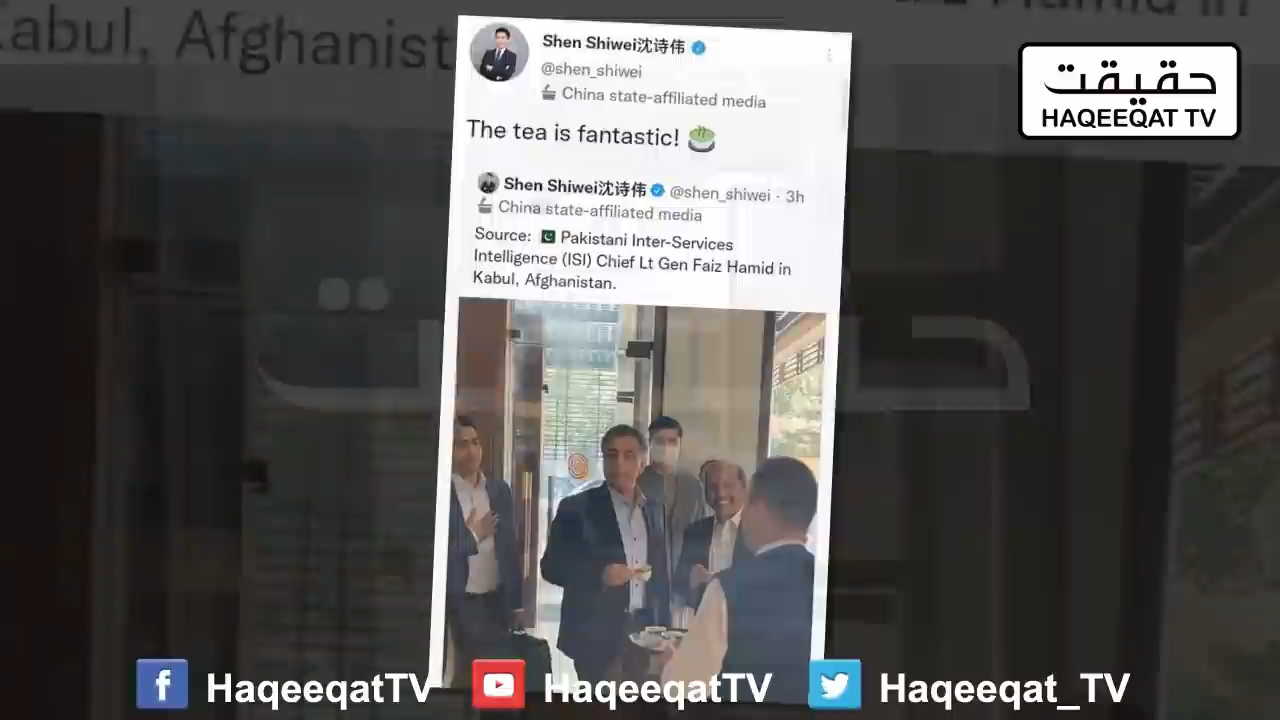 Kabul, Afghanist
Hamid in
Shen Shiwei沈诗伟
@shen_shiwei
China state-affiliated media
The tea is fantastic! 🍵
Shen Shiwei沈诗伟 @shen_shiwei · 3h
China state-affiliated media
Source: 🇵🇰 Pakistani Inter-Services
Intelligence (ISI) Chief Lt Gen Faiz Hamid in
Kabul, Afghanistan.
حقیقت
HAQEEQAT TV
حقیقت
HaqeeqatTV
HaqeeqatTV
Haqeeqat_TV